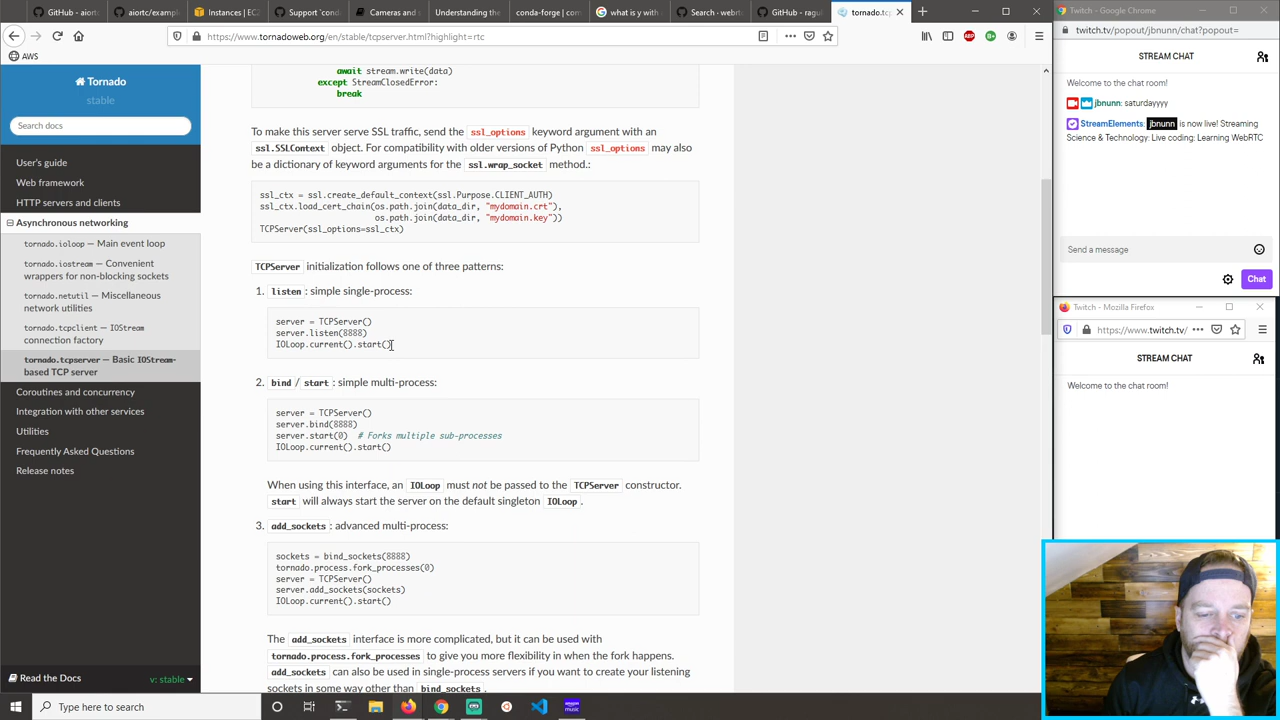 GitHub - aiort
aiortc/example
Instances | EC2
Support `cond
Cameras and s
Understanding the
conda-forge | com
what is y with
Search · webrtc
GitHub - ragul
tornado.tcp
https://www.tornadoweb.org/en/stable/tcpserver.html?highlight=rtc
AWS
Tornado
stable
Search docs
User's guide
Web framework
HTTP servers and clients
Asynchronous networking
tornado.ioloop — Main event loop
tornado.iostream — Convenient
wrappers for non-blocking sockets
tornado.netutil — Miscellaneous
network utilities
tornado.tcpclient — IOStream
connection factory
tornado.tcpserver — Basic IOStream-
based TCP server
Coroutines and concurrency
Integration with other services
Utilities
Frequently Asked Questions
Release notes
Read the Docs
v: stable
await stream.write(data)
except StreamClosedError:
break
To make this server serve SSL traffic, send the ssl_options keyword argument with an
ssl.SSLContext object. For compatibility with older versions of Python ssl_options may also
be a dictionary of keyword arguments for the ssl.wrap_socket method.:
ssl_ctx = ssl.create_default_context(ssl.Purpose.CLIENT_AUTH)
ssl_ctx.load_cert_chain(os.path.join(data_dir, "mydomain.crt"),
os.path.join(data_dir, "mydomain.key"))
TCPServer(ssl_options=ssl_ctx)
TCPServer initialization follows one of three patterns:
1. listen : simple single-process:
server = TCPServer()
server.listen(8888)
IOLoop.current().start()
2. bind / start : simple multi-process:
server = TCPServer()
server.bind(8888)
server.start(0)  # Forks multiple sub-processes
IOLoop.current().start()
When using this interface, an IOLoop must not be passed to the TCPServer constructor.
start will always start the server on the default singleton IOLoop .
3. add_sockets : advanced multi-process:
sockets = bind_sockets(8888)
tornado.process.fork_processes(0)
server = TCPServer()
server.add_sockets(sockets)
IOLoop.current().start()
The add_sockets interface is more complicated, but it can be used with
tornado.process.fork_processes to give you more flexibility in when the fork happens.
add_sockets can also be used in single-process servers if you want to create your listening
sockets in some way other than bind_sockets .
Twitch - Google Chrome
twitch.tv/popout/jbnunn/chat?popout=
STREAM CHAT
Welcome to the chat room!
jbnunn: saturdayyyy
StreamElements: jbnunn is now live! Streaming
Science & Technology: Live coding: Learning WebRTC
Send a message
Chat
Twitch - Mozilla Firefox
https://www.twitch.tv/
STREAM CHAT
Welcome to the chat room!
Type here to search
amazon
music